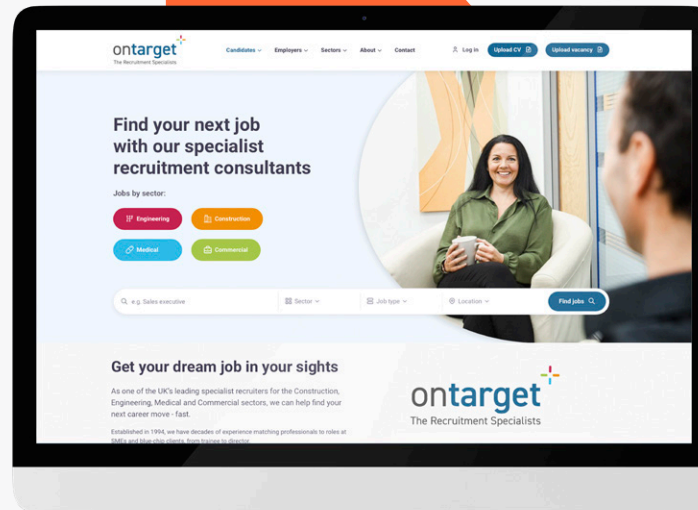 ontarget
The Recruitment Specialists
Candidates Employers Sectors About Contact Log in Upload CV Upload vacancy
Find your next job
with our specialist
recruitment consultants
Jobs by sector:
Engineering Construction
Medical Commercial
e.g. Sales executive Sector Job type Location Find jobs
Get your dream job in your sights
As one of the UK's leading specialist recruiters for the Construction,
Engineering, Medical and Commercial sectors, we can help find your
next career move - fast.
Established in 1994, we have decades of experience matching professionals to roles at
SMEs and blue chip clients, from trainee to director.
ontarget
The Recruitment Specialists